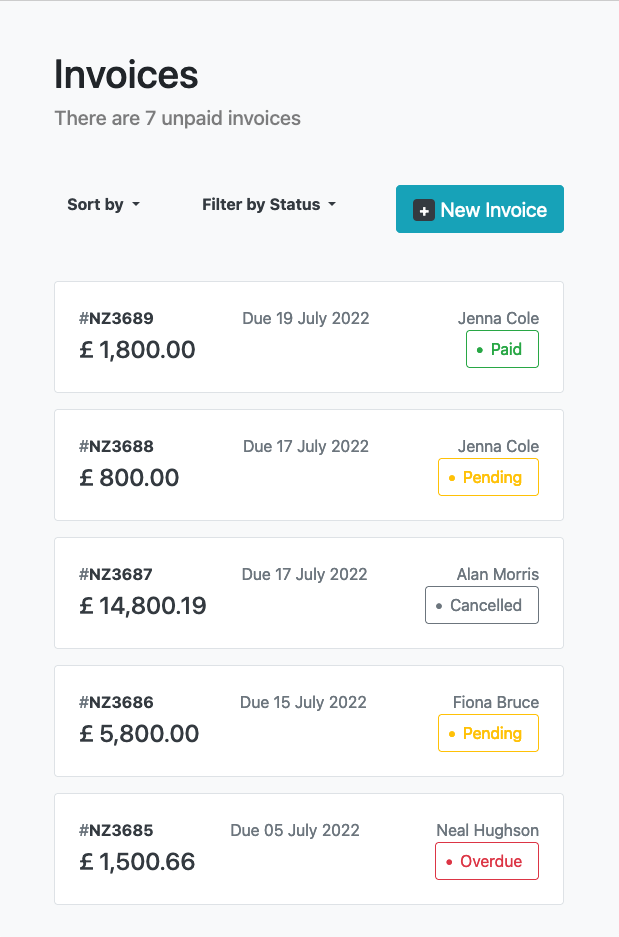 Invoices
There are 7 unpaid invoices
Sort by Filter by Status + New Invoice
#NZ3689 Due 19 July 2022 Jenna Cole
£ 1,800.00 • Paid
#NZ3688 Due 17 July 2022 Jenna Cole
£ 800.00 • Pending
#NZ3687 Due 17 July 2022 Alan Morris
£ 14,800.19 • Cancelled
#NZ3686 Due 15 July 2022 Fiona Bruce
£ 5,800.00 • Pending
#NZ3685 Due 05 July 2022 Neal Hughson
£ 1,500.66 • Overdue